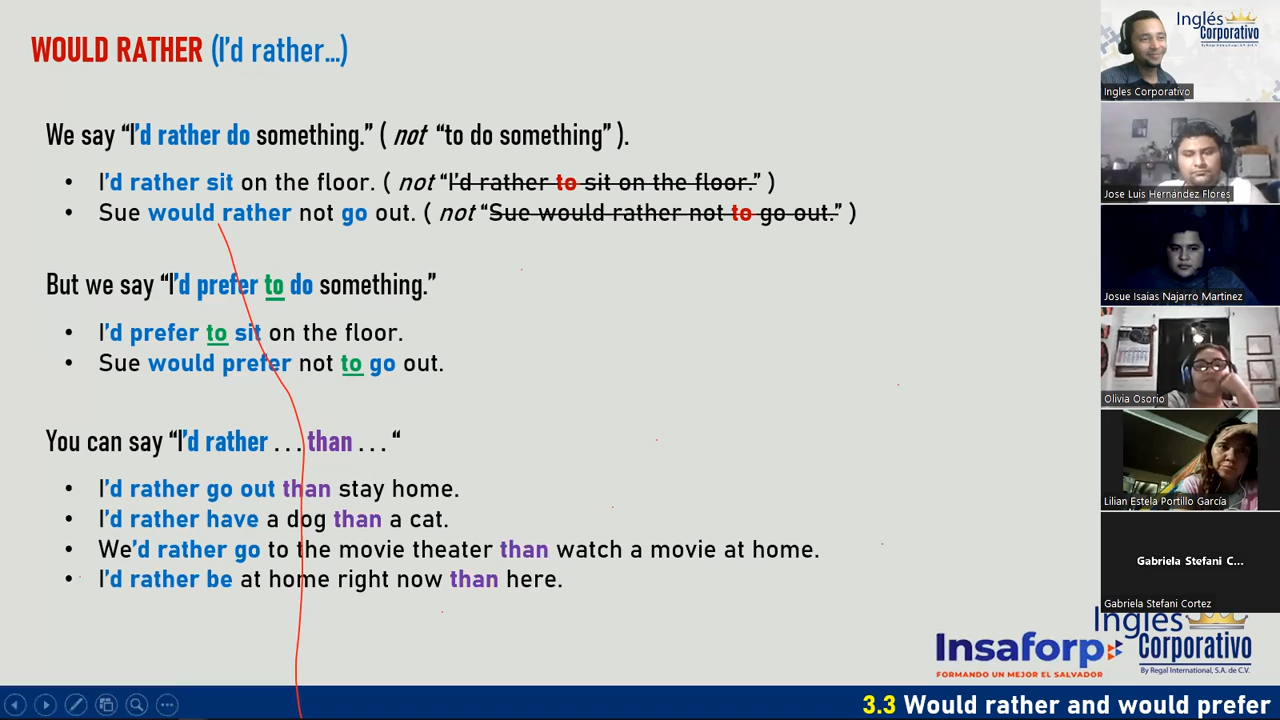 WOULD RATHER (I'd rather...)
We say “I'd rather do something.” ( not “to do something” ).
• I'd rather sit on the floor. ( not “I'd rather to sit on the floor.” )
• Sue would rather not go out. ( not “Sue would rather not to go out.” )
But we say “I'd prefer to do something.”
• I'd prefer to sit on the floor.
• Sue would prefer not to go out.
You can say “I'd rather . . . than . . . “
• I'd rather go out than stay home.
• I'd rather have a dog than a cat.
• We'd rather go to the movie theater than watch a movie at home.
• I'd rather be at home right now than here.
Inglés
Corporativo
By Regal International, S.A. de C.V.
Ingles Corporativo
Jose Luis Hernández Flores
Josue Isaías Najarro Martinez
Olivia Osorio
Lilian Estela Portillo García
Gabriela Stefani C...
Gabriela Stefani Cortez
Insaforp
FORMANDO UN MEJOR EL SALVADOR
Inglés
Corporativo
By Regal International, S.A. de C.V.
3.3 Would rather and would prefer